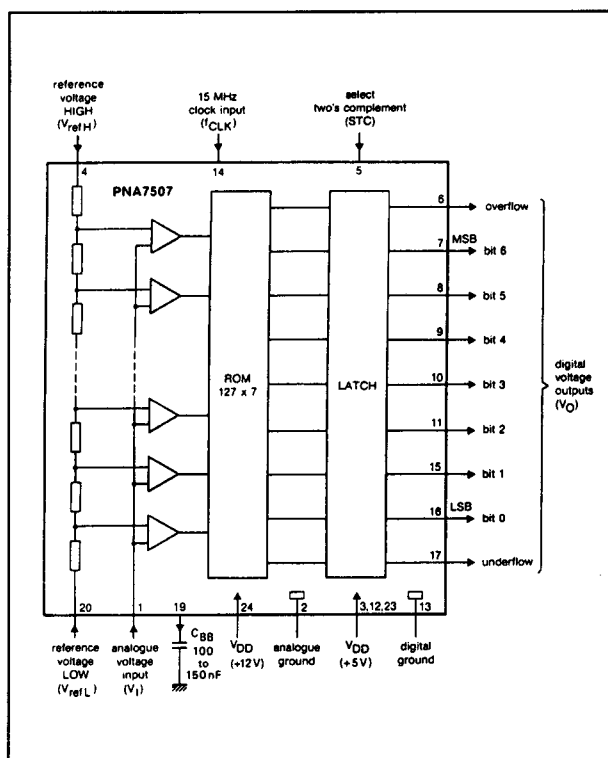 reference
voltage
HIGH
(VrefH)
15 MHz
clock input
(fCLK)
select
two's complement
(STC)
4
14
5
PNA7507
6
overflow
7
MSB
bit 6
8
bit 5
9
bit 4
ROM
127 x 7
LATCH
10
bit 3
digital
voltage
outputs
(VO)
11
bit 2
15
bit 1
16
LSB
bit 0
17
underflow
20
1
19
24
2
3,12,23
13
reference
voltage
LOW
(VrefL)
analogue
voltage
input
(VI)
CBB
100
to
150nF
VDD
(+12V)
analogue
ground
VDD
(+5V)
digital
ground